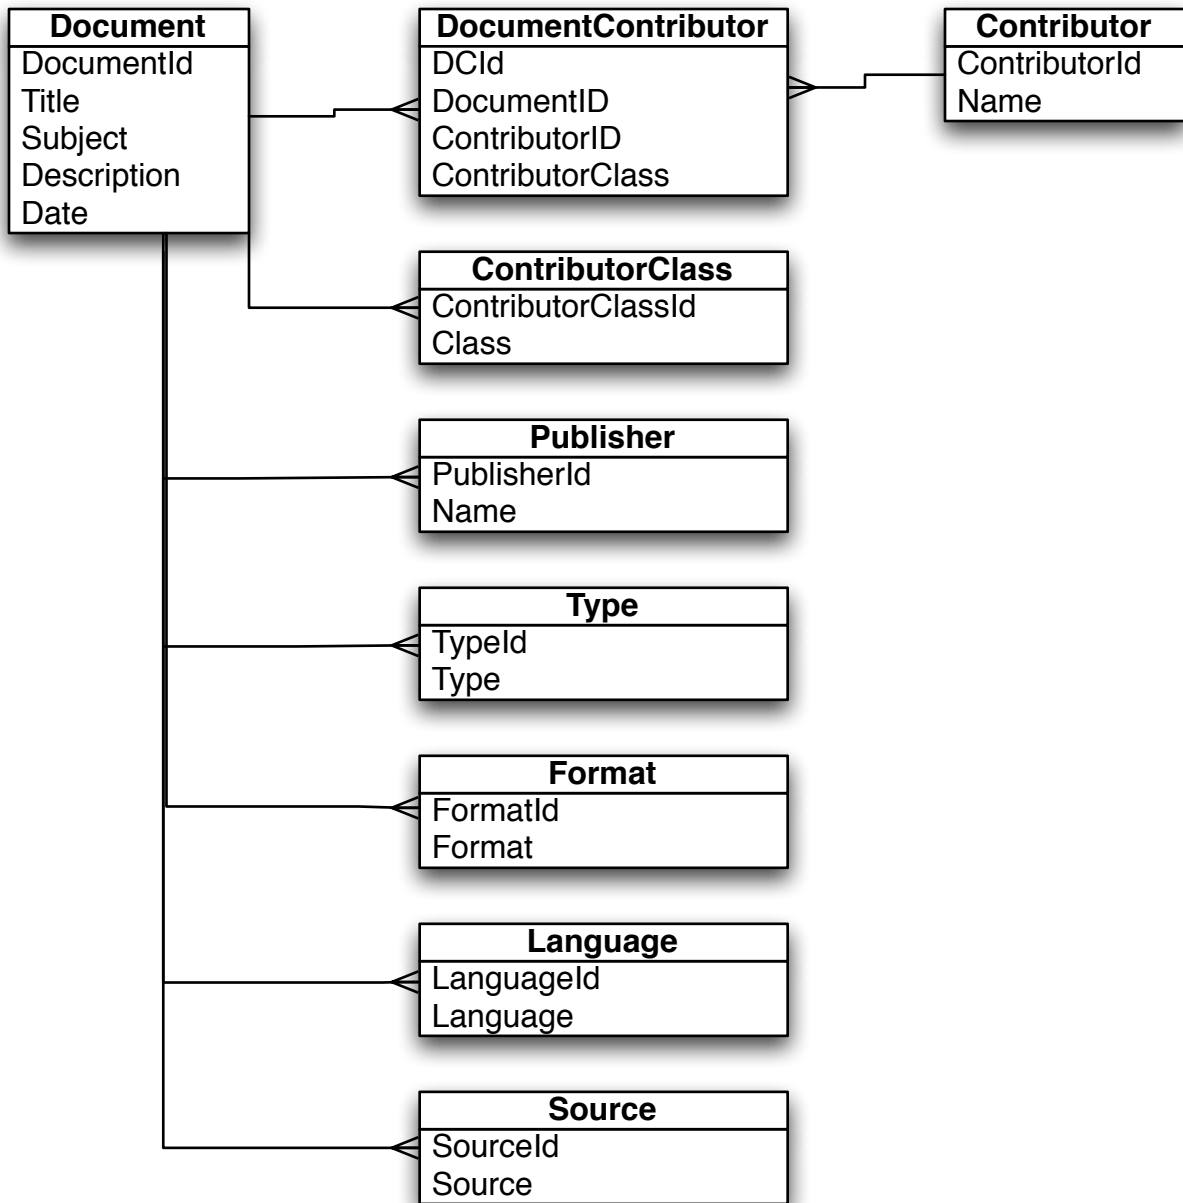 Document
DocumentId
Title
Subject
Description
Date
DocumentContributor
DCId
DocumentID
ContributorID
ContributorClass
Contributor
ContributorId
Name
ContributorClass
ContributorClassId
Class
Publisher
PublisherId
Name
Type
TypeId
Type
Format
FormatId
Format
Language
LanguageId
Language
Source
SourceId
Source